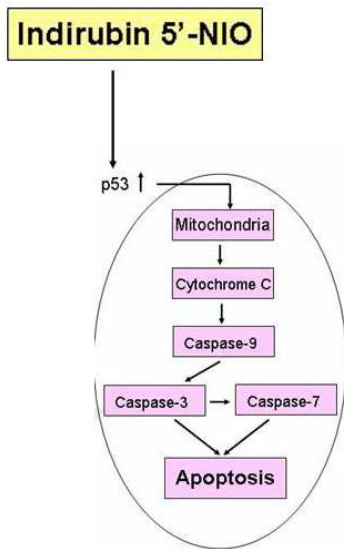 Indirubin 5’-NIO
p53 ↑
Mitochondria
Cytochrome C
Caspase-9
Caspase-3
Caspase-7
Apoptosis